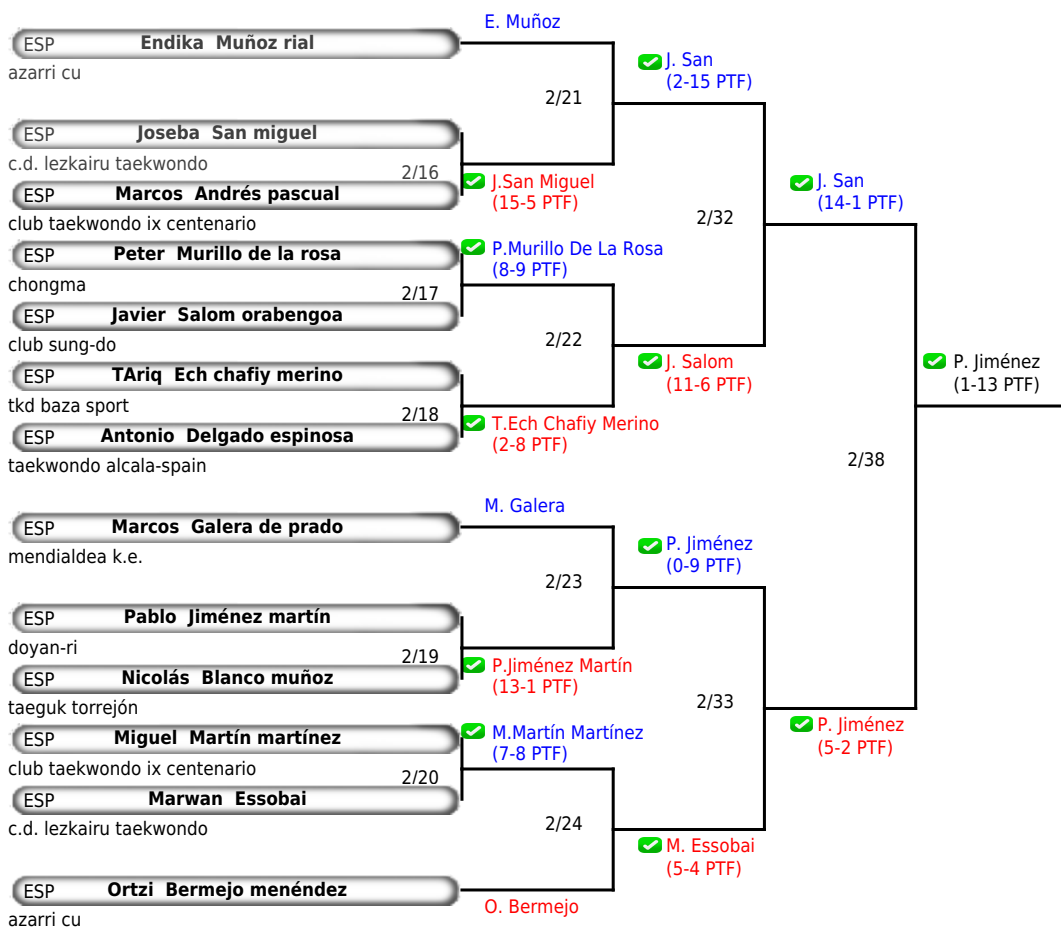 E. Muñoz
ESP Endika Muñoz rial
azarri cu
J. San
(2-15 PTF)
2/21
ESP Joseba San miguel
c.d. lezkairu taekwondo
2/16
J.San Miguel
(15-5 PTF)
ESP Marcos Andrés pascual
club taekwondo ix centenario
J. San
(14-1 PTF)
2/32
ESP Peter Murillo de la rosa
chongma
P.Murillo De La Rosa
(8-9 PTF)
2/17
ESP Javier Salom orabengoa
club sung-do
2/22
J. Salom
(11-6 PTF)
ESP TAriq Ech chafiy merino
tkd baza sport
2/18
T.Ech Chafiy Merino
(2-8 PTF)
ESP Antonio Delgado espinosa
taekwondo alcala-spain
P. Jiménez
(1-13 PTF)
2/38
M. Galera
ESP Marcos Galera de prado
mendialdea k.e.
P. Jiménez
(0-9 PTF)
2/23
ESP Pablo Jiménez martín
doyan-ri
2/19
P.Jiménez Martín
(13-1 PTF)
ESP Nicolás Blanco muñoz
taeguk torrejón
2/33
P. Jiménez
(5-2 PTF)
ESP Miguel Martín martínez
club taekwondo ix centenario
M.Martín Martínez
(7-8 PTF)
2/20
ESP Marwan Essobai
c.d. lezkairu taekwondo
2/24
M. Essobai
(5-4 PTF)
ESP Ortzi Bermejo menéndez
azarri cu
O. Bermejo